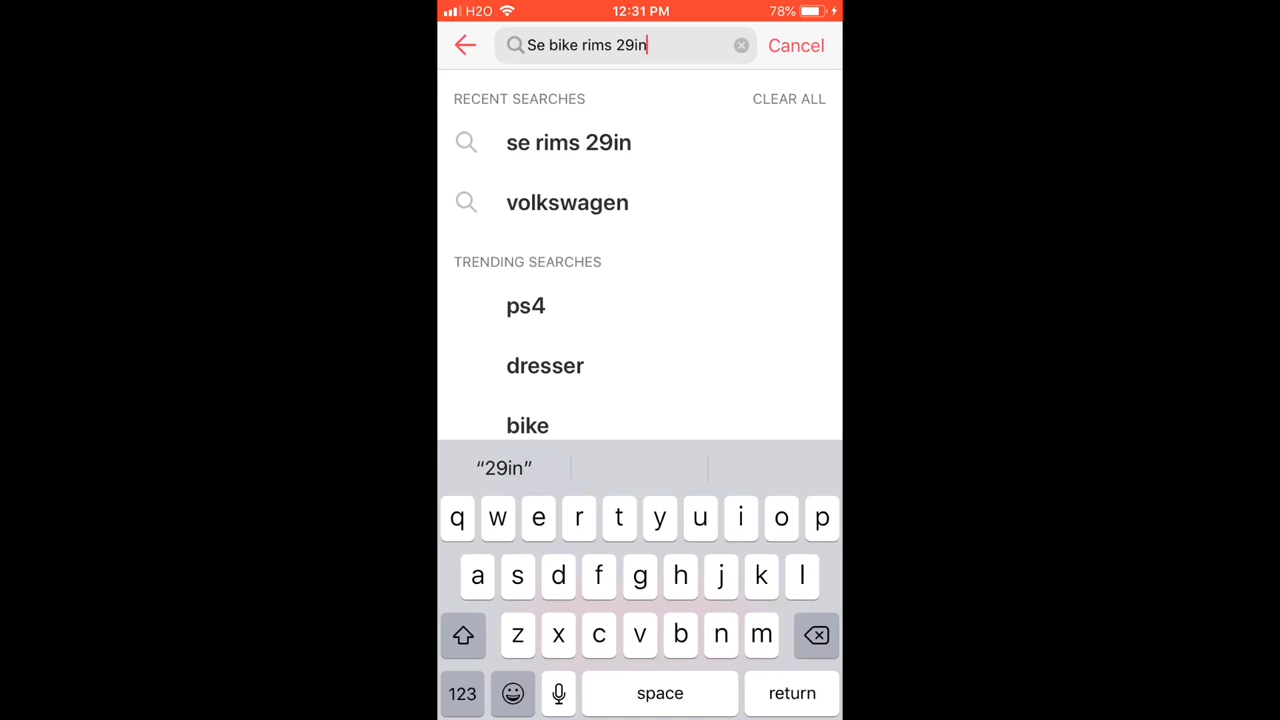 H2O 12:31 PM 78%
Se bike rims 29in Cancel
RECENT SEARCHES CLEAR ALL
se rims 29in
volkswagen
TRENDING SEARCHES
ps4
dresser
bike
“29in”
q w e r t y u i o p
a s d f g h j k l
z x c v b n m
123 space return